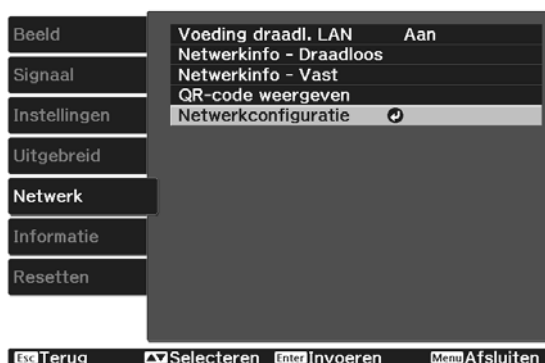 Beeld
Signaal
Instellingen
Uitgebreid
Netwerk
Informatie
Resetten
Voeding draadl. LAN Aan
Netwerkinfo - Draadloos
Netwerkinfo - Vast
QR-code weergeven
Netwerkconfiguratie
Esc Terug Selecteren Enter Invoeren Menu Afsluiten